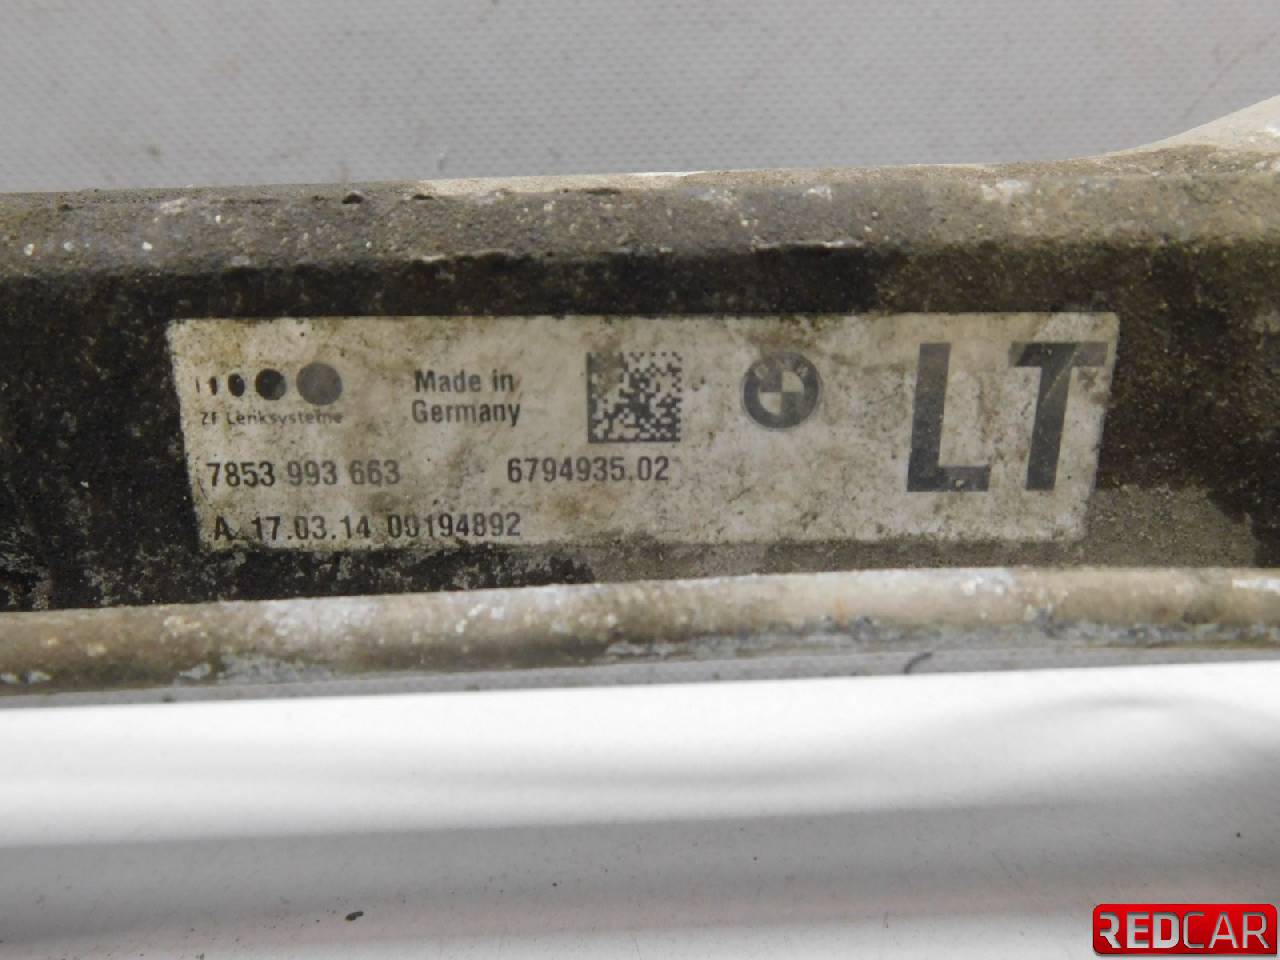 ZF Lenksysteme
Made in
Germany
7853 993 663
6794935.02
LT
A 17.03.14 00194892
REDCAR